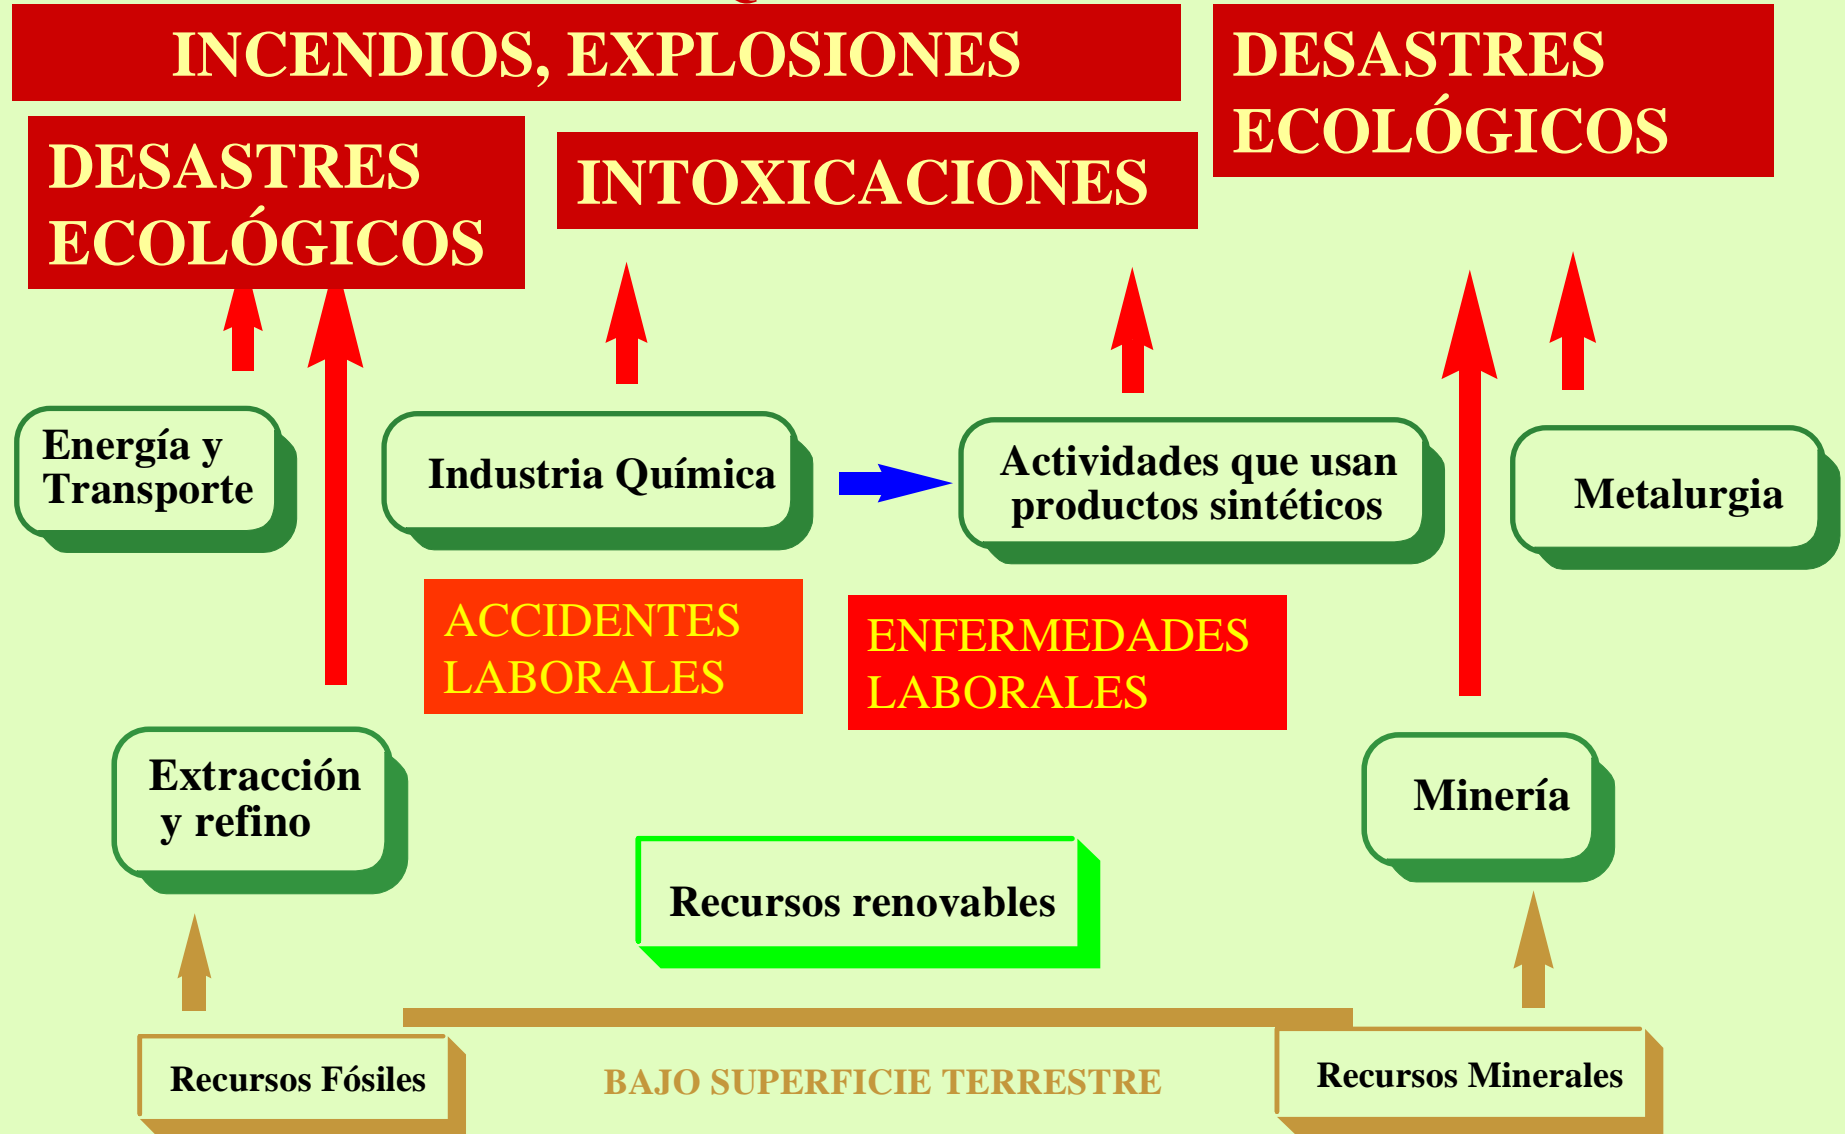 INCENDIOS, EXPLOSIONES
DESASTRES
ECOLÓGICOS
DESASTRES
ECOLÓGICOS
INTOXICACIONES
Energía y
Transporte
Industria Química
Actividades que usan
productos sintéticos
Metalurgia
ACCIDENTES
LABORALES
ENFERMEDADES
LABORALES
Extracción
y refino
Minería
Recursos renovables
Recursos Fósiles
BAJO SUPERFICIE TERRESTRE
Recursos Minerales